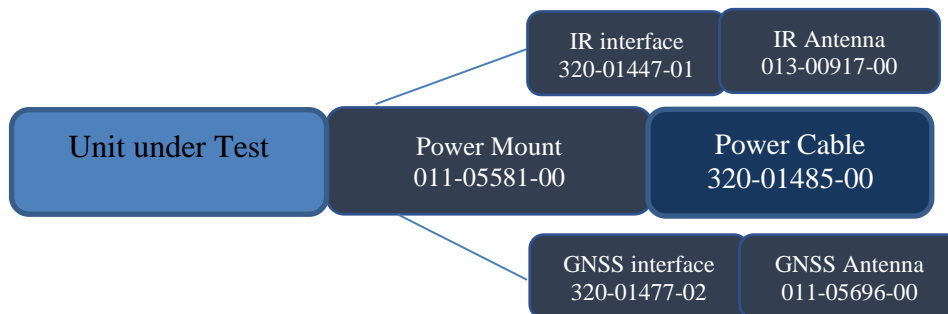 IR interface
320-01447-01
IR Antenna
013-00917-00
Unit under Test
Power Mount
011-05581-00
Power Cable
320-01485-00
GNSS interface
320-01477-02
GNSS Antenna
011-05696-00